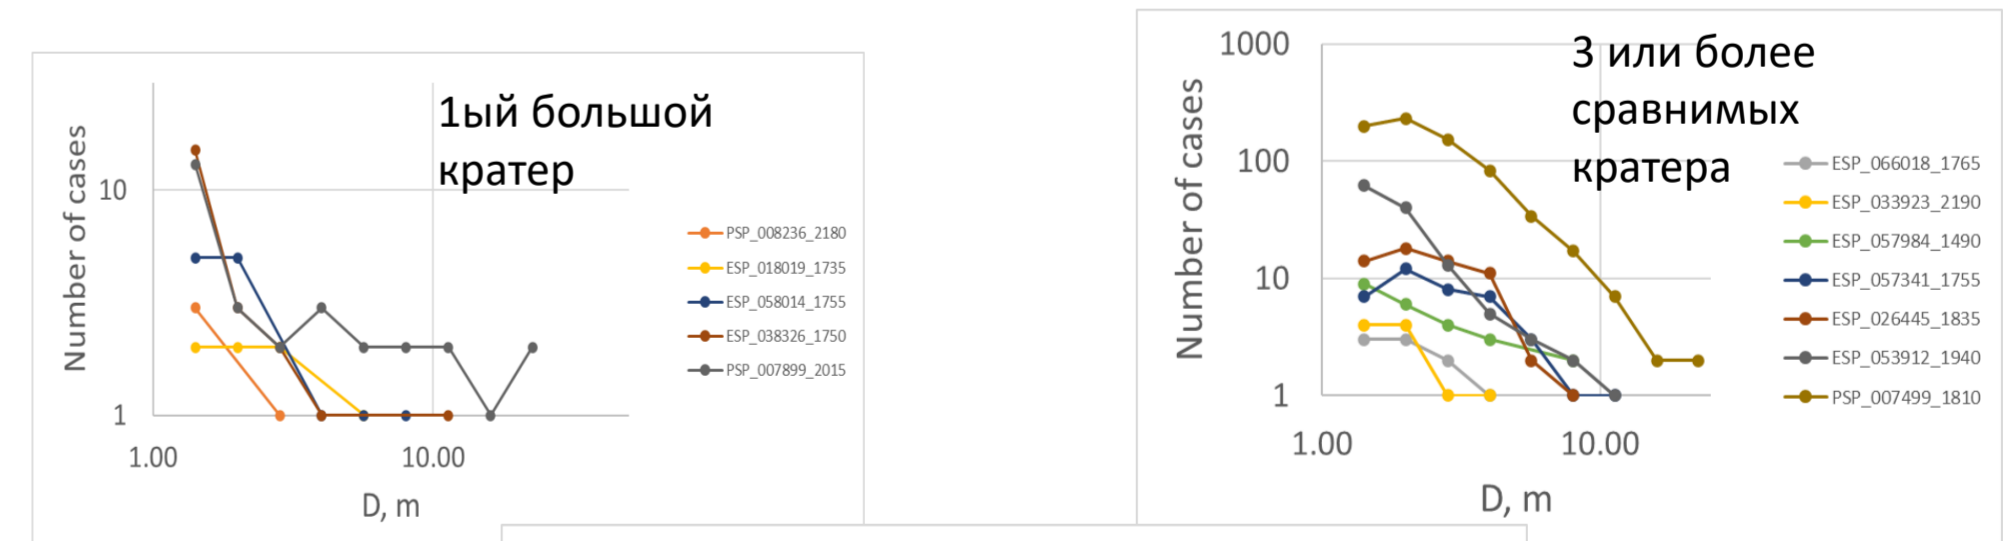 1ый большой
кратер
Number of cases
10
1
1.00
10.00
D, m
PSP_008236_2180
ESP_018019_1735
ESP_058014_1755
ESP_038326_1750
PSP_007899_2015
3 или более
сравнимых
кратера
Number of cases
1000
100
10
1
1.00
10.00
D, m
ESP_066018_1765
ESP_033923_2190
ESP_057984_1490
ESP_057341_1755
ESP_026445_1835
ESP_053912_1940
PSP_007499_1810